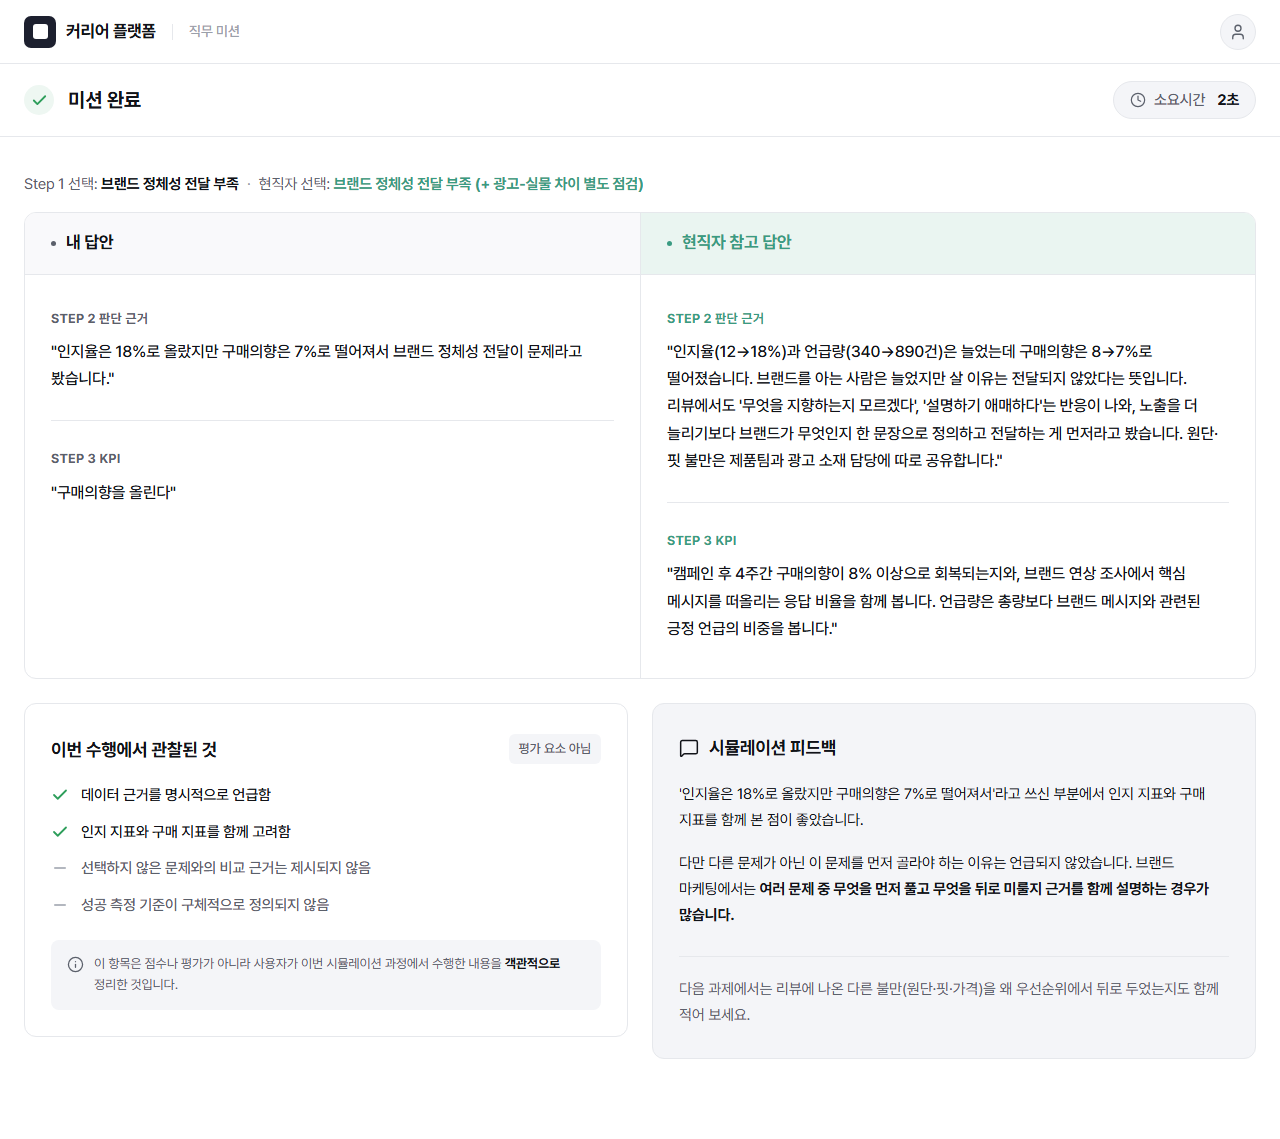 커리어 플랫폼
직무 미션
미션 완료
소요시간 2초
Step 1 선택: 브랜드 정체성 전달 부족 · 현직자 선택: 브랜드 정체성 전달 부족 (+ 광고-실물 차이 별도 점검)
• 내 답안
STEP 2 판단 근거
"인지율은 18%로 올랐지만 구매의향은 7%로 떨어져서 브랜드 정체성 전달이 문제라고
봤습니다."
STEP 3 KPI
"구매의향을 올린다"
• 현직자 참고 답안
STEP 2 판단 근거
"인지율(12→18%)과 언급량(340→890건)은 늘었는데 구매의향은 8→7%로
떨어졌습니다. 브랜드를 아는 사람은 늘었지만 살 이유는 전달되지 않았다는 뜻입니다.
리뷰에서도 '무엇을 지향하는지 모르겠다', '설명하기 애매하다'는 반응이 나와, 노출을 더
늘리기보다 브랜드가 무엇인지 한 문장으로 정의하고 전달하는 게 먼저라고 봤습니다. 원단·
핏 불만은 제품팀과 광고 소재 담당에 따로 공유합니다."
STEP 3 KPI
"캠페인 후 4주간 구매의향이 8% 이상으로 회복되는지와, 브랜드 연상 조사에서 핵심
메시지를 떠올리는 응답 비율을 함께 봅니다. 언급량은 총량보다 브랜드 메시지와 관련된
긍정 언급의 비중을 봅니다."
이번 수행에서 관찰된 것
평가 요소 아님
데이터 근거를 명시적으로 언급함
인지 지표와 구매 지표를 함께 고려함
선택하지 않은 문제와의 비교 근거는 제시되지 않음
성공 측정 기준이 구체적으로 정의되지 않음
이 항목은 점수나 평가가 아니라 사용자가 이번 시뮬레이션 과정에서 수행한 내용을 객관적으로
정리한 것입니다.
시뮬레이션 피드백
'인지율은 18%로 올랐지만 구매의향은 7%로 떨어져서'라고 쓰신 부분에서 인지 지표와 구매
지표를 함께 본 점이 좋았습니다.
다만 다른 문제가 아닌 이 문제를 먼저 골라야 하는 이유는 언급되지 않았습니다. 브랜드
마케팅에서는 여러 문제 중 무엇을 먼저 풀고 무엇을 뒤로 미룰지 근거를 함께 설명하는 경우가
많습니다.
다음 과제에서는 리뷰에 나온 다른 불만(원단·핏·가격)을 왜 우선순위에서 뒤로 두었는지도 함께
적어 보세요.